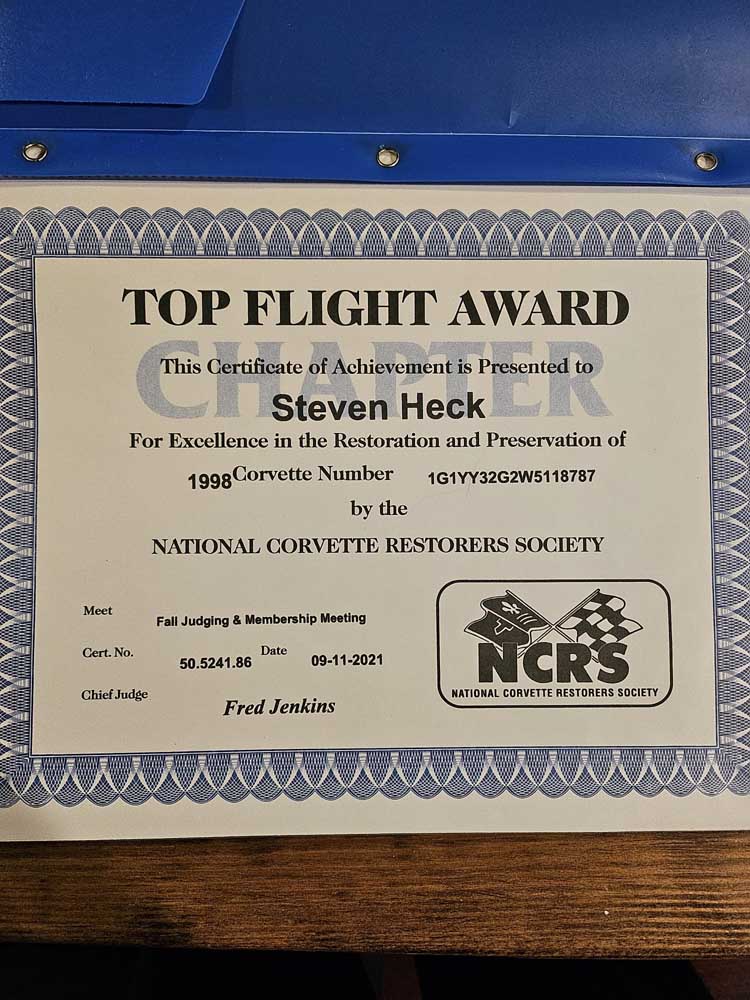 TOP FLIGHT AWARD
CHAPTER
This Certificate of Achievement is Presented to
Steven Heck
For Excellence in the Restoration and Preservation of
1998 Corvette Number 1G1YY32G2W5118787
by the
NATIONAL CORVETTE RESTORERS SOCIETY
Meet Fall Judging & Membership Meeting
Cert. No. 50.5241.86 Date 09-11-2021
Chief Judge Fred Jenkins
NCRS
NATIONAL CORVETTE RESTORERS SOCIETY